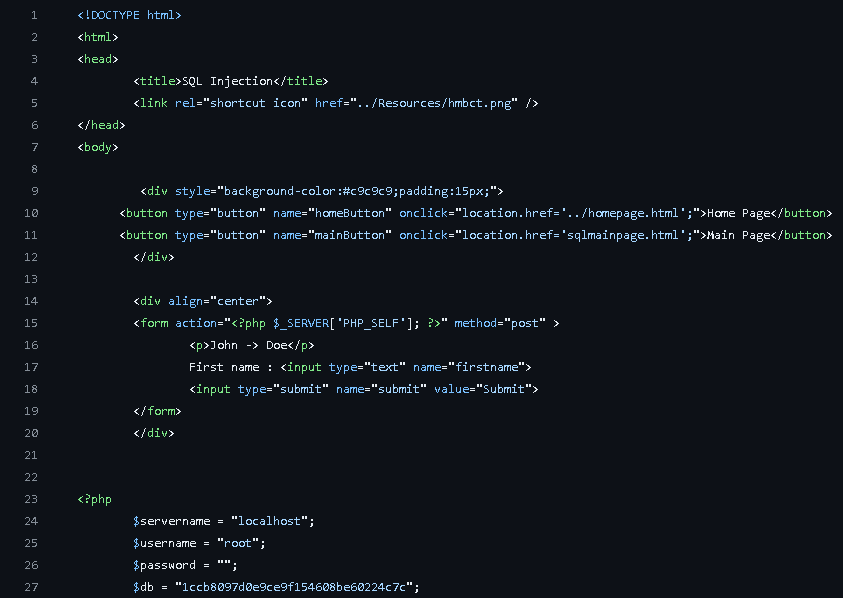 1 <!DOCTYPE html>
2 <html>
3 <head>
4 <title>SQL Injection</title>
5 <link rel="shortcut icon" href="../Resources/hmbct.png" />
6 </head>
7 <body>
8
9 <div style="background-color:#c9c9c9;padding:15px;">
10 <button type="button" name="homeButton" onclick="location.href='../homepage.html';">Home Page</button>
11 <button type="button" name="mainButton" onclick="location.href='sqlmainpage.html';">Main Page</button>
12 </div>
13
14 <div align="center">
15 <form action="<?php $_SERVER['PHP_SELF']; ?>" method="post" >
16 <p>John -> Doe</p>
17 First name : <input type="text" name="firstname">
18 <input type="submit" name="submit" value="Submit">
19 </form>
20 </div>
21
22
23 <?php
24 $servername = "localhost";
25 $username = "root";
26 $password = "";
27 $db = "1ccb8097d0e9ce9f154608be60224c7c";